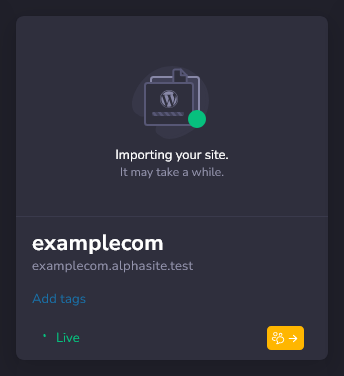 Importing your site.
It may take a while.
examplecom
examplecom.alphasite.test
Add tags
Live